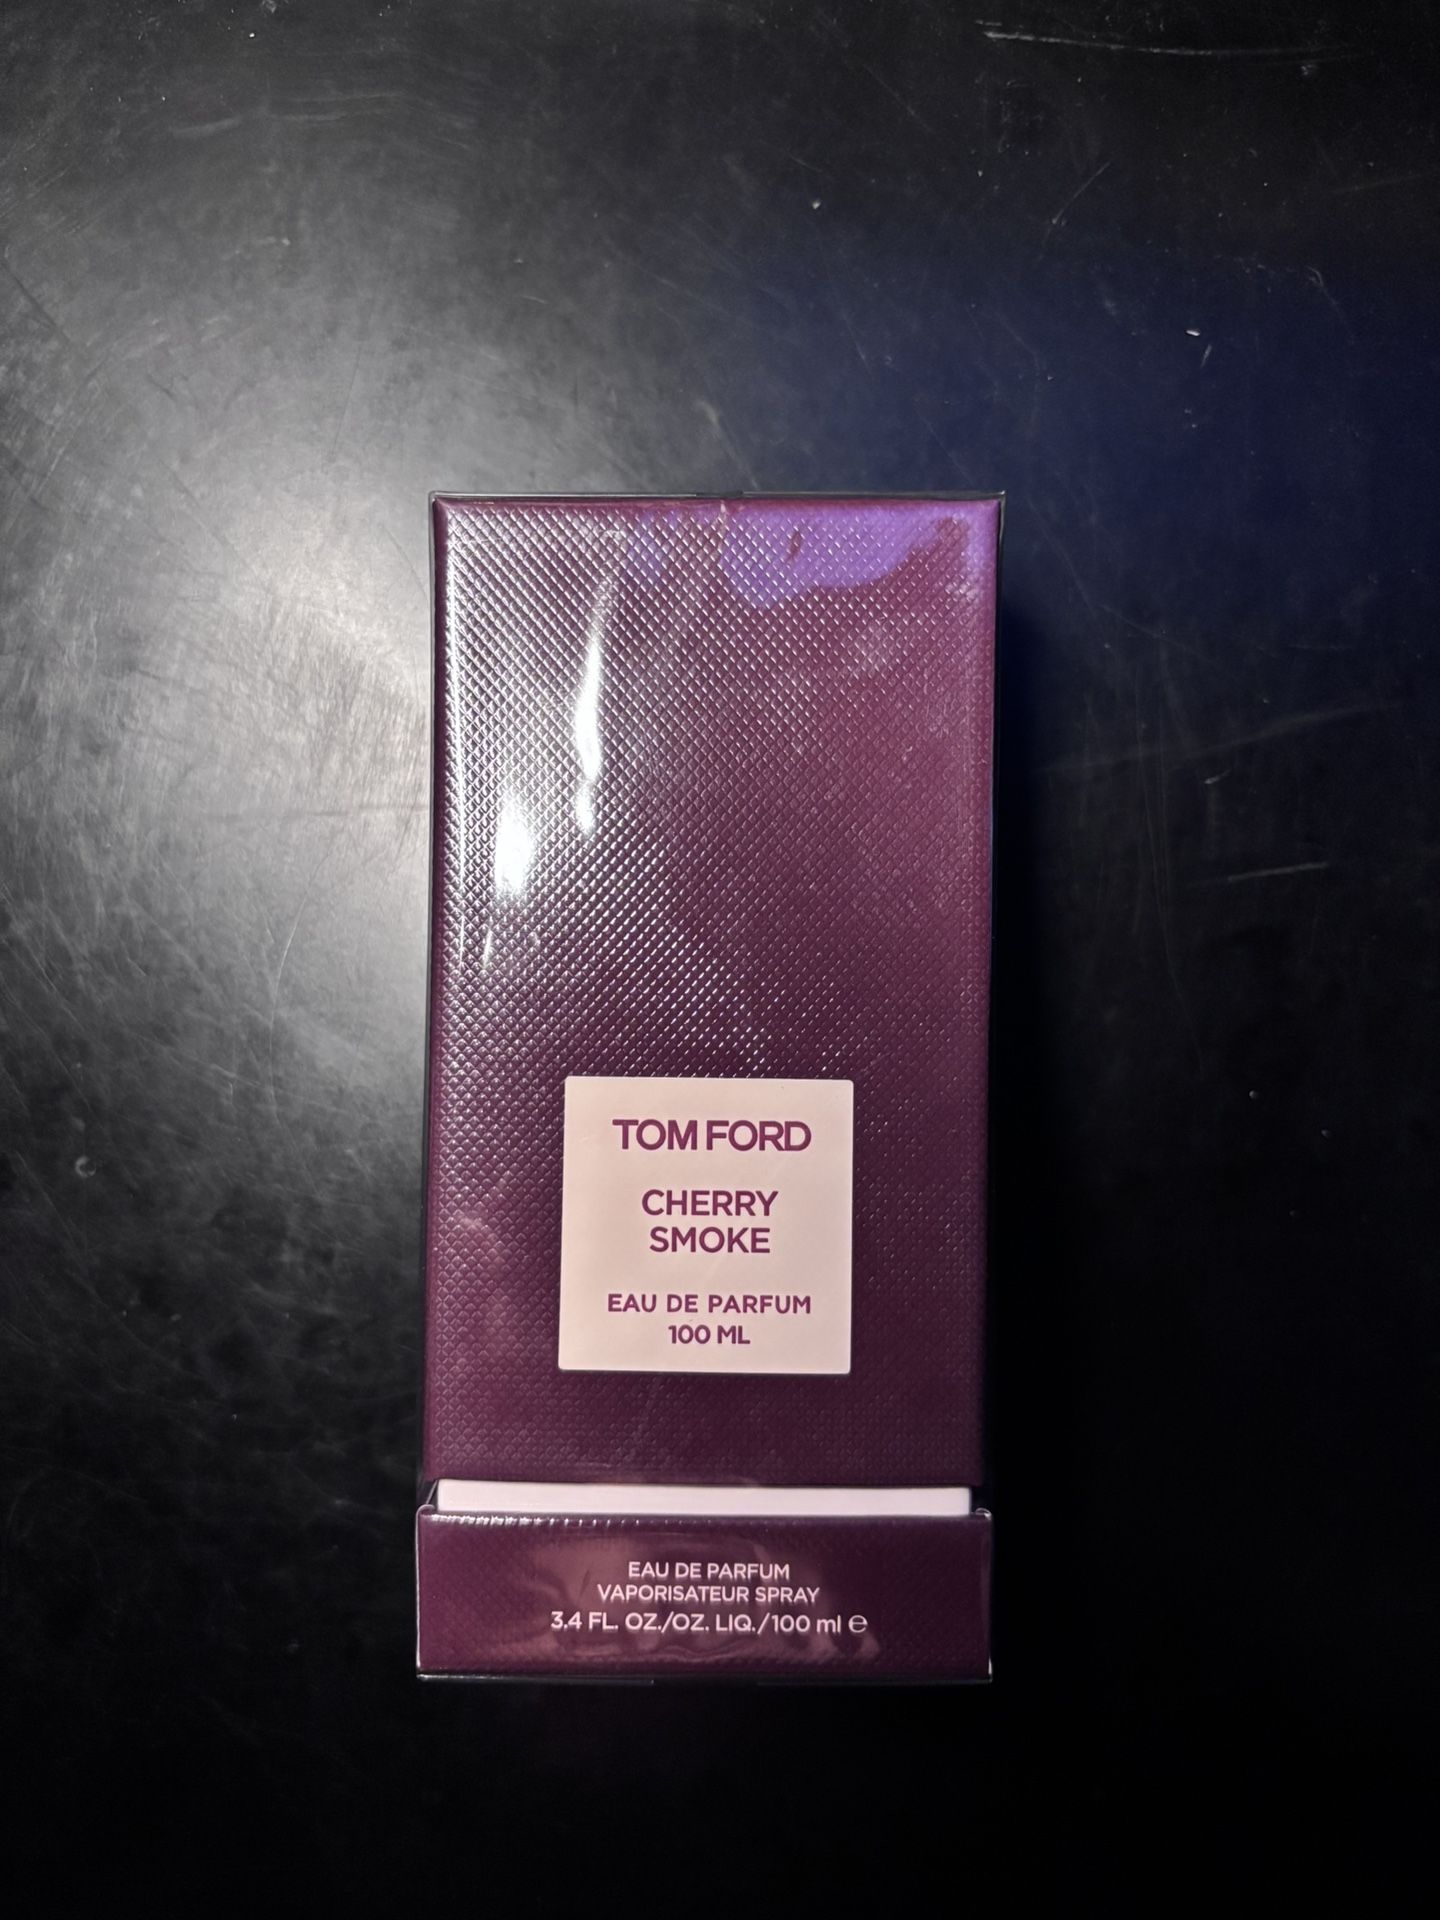 TOM FORD
CHERRY
SMOKE
EAU DE PARFUM
100 ML
EAU DE PARFUM
VAPORISATEUR SPRAY
3.4 FL. OZ./OZ. LIQ./100 ml ℮